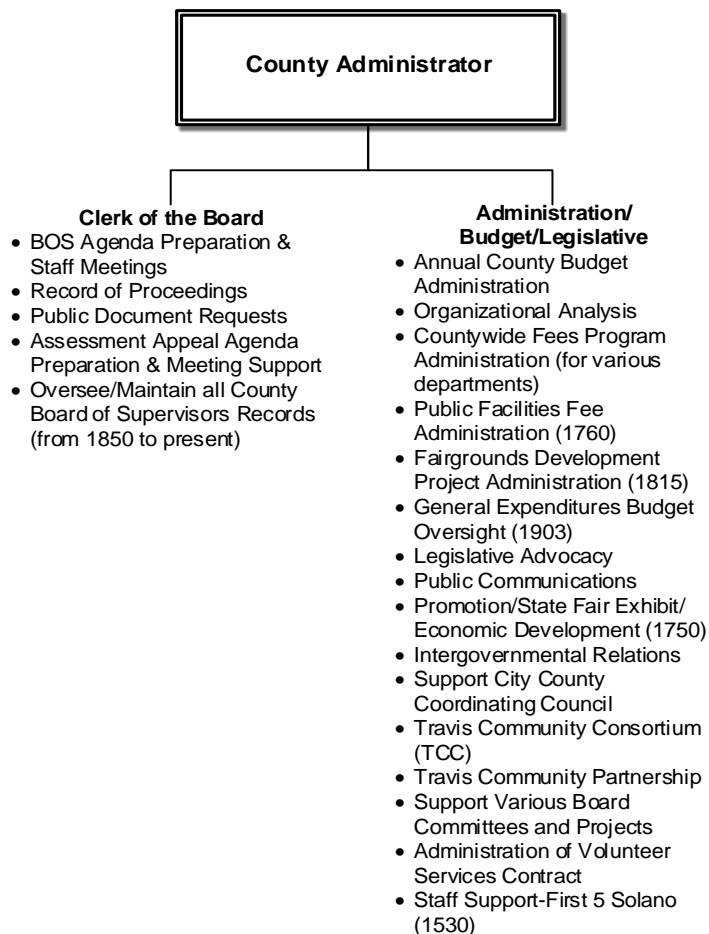 County Administrator
Clerk of the Board
• BOS Agenda Preparation &
Staff Meetings
• Record of Proceedings
• Public Document Requests
• Assessment Appeal Agenda
Preparation & Meeting Support
• Oversee/Maintain all County
Board of Supervisors Records
(from 1850 to present)
Administration/
Budget/Legislative
• Annual County Budget
Administration
• Organizational Analysis
• Countywide Fees Program
Administration (for various
departments)
• Public Facilities Fee
Administration (1760)
• Fairgrounds Development
Project Administration (1815)
• General Expenditures Budget
Oversight (1903)
• Legislative Advocacy
• Public Communications
• Promotion/State Fair Exhibit/
Economic Development (1750)
• Intergovernmental Relations
• Support City County
Coordinating Council
• Travis Community Consortium
(TCC)
• Travis Community Partnership
• Support Various Board
Committees and Projects
• Administration of Volunteer
Services Contract
• Staff Support-First 5 Solano
(1530)